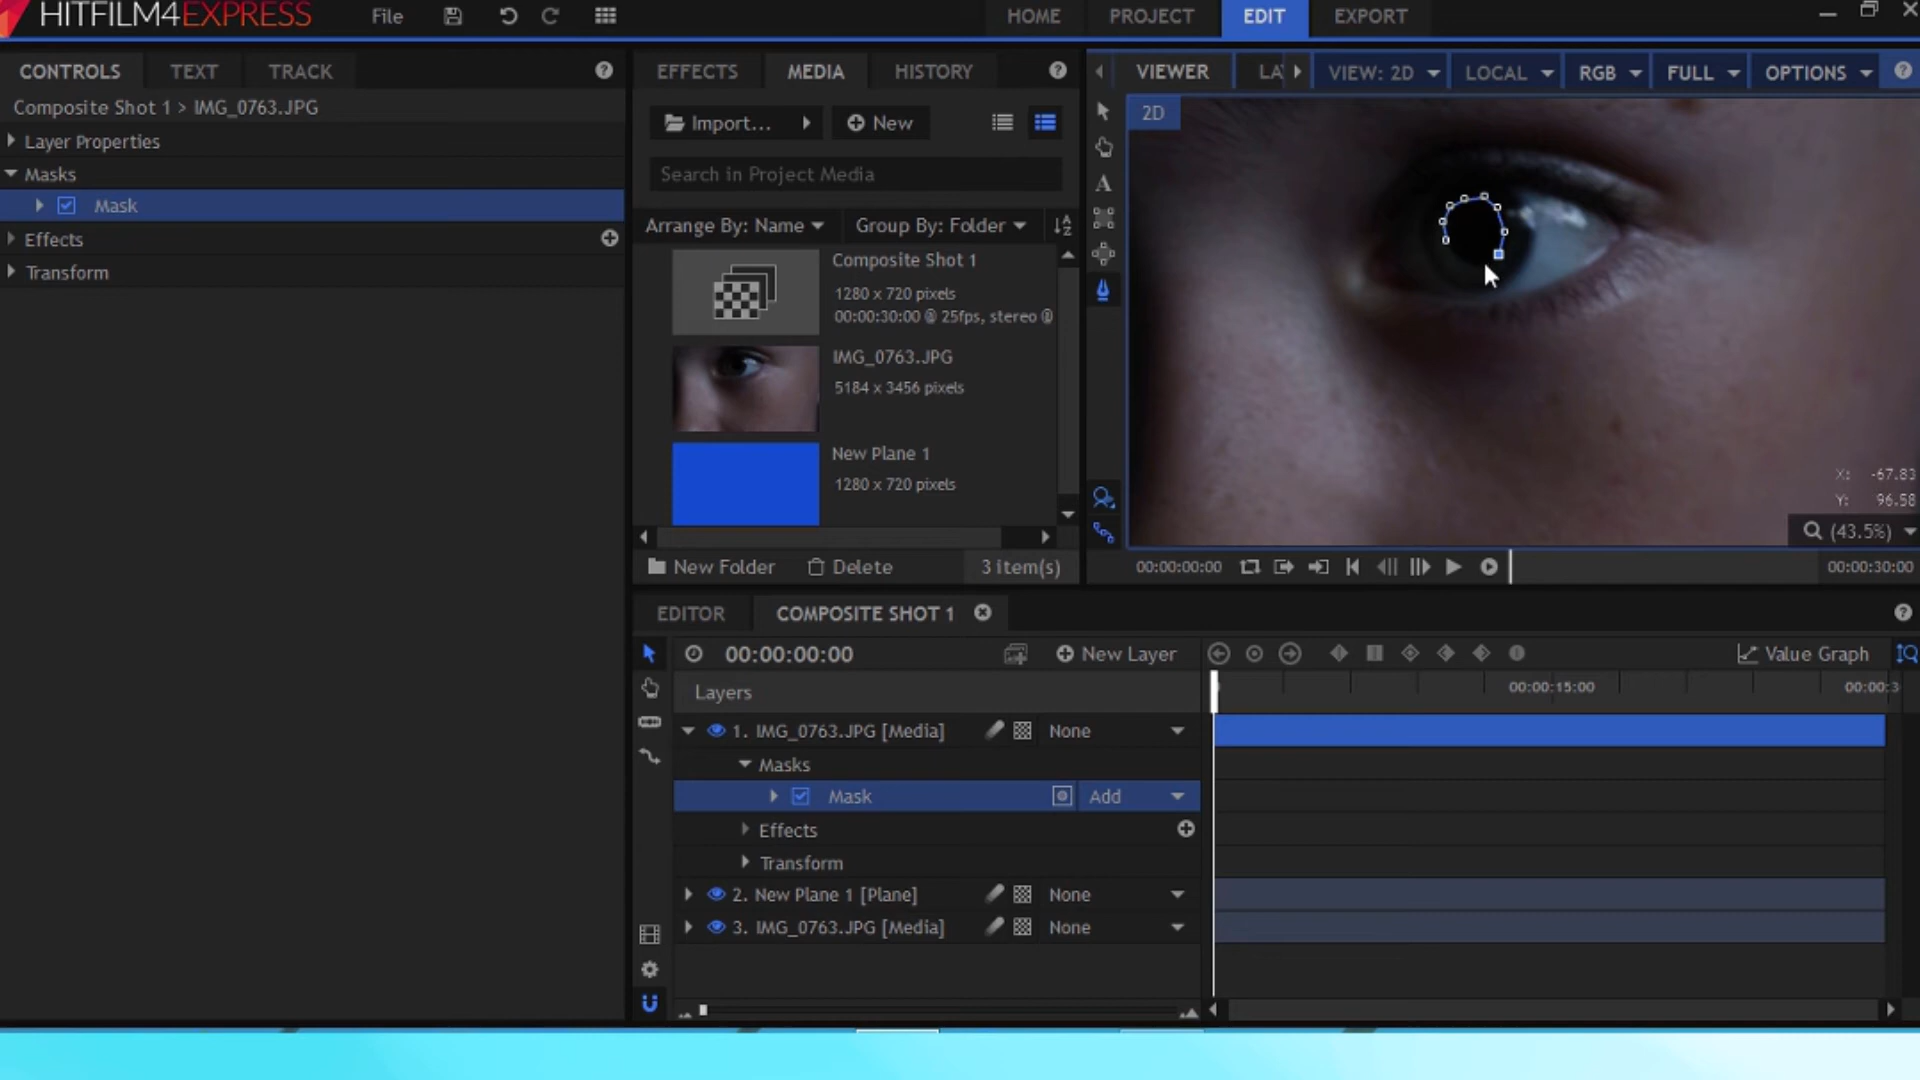 HITFILM4EXPRESS
File
HOME
PROJECT
EDIT
EXPORT
CONTROLS
TEXT
TRACK
Composite Shot 1 > IMG_0763.JPG
Layer Properties
Masks
Mask
Effects
Transform
EFFECTS
MEDIA
HISTORY
Import...
New
Search in Project Media
Arrange By: Name
Group By: Folder
Composite Shot 1
1280 x 720 pixels
00:00:30:00 @ 25fps, stereo @
IMG_0763.JPG
5184 x 3456 pixels
New Plane 1
1280 x 720 pixels
New Folder
Delete
3 item(s)
VIEWER
LA
VIEW: 2D
LOCAL
RGB
FULL
OPTIONS
2D
X: -67.83
Y: 96.58
(43.5%)
00:00:00:00
00:00:30:00
EDITOR
COMPOSITE SHOT 1
00:00:00:00
New Layer
Value Graph
Layers
00:00:15:00
00:00:3
1. IMG_0763.JPG [Media]
None
Masks
Mask
Add
Effects
Transform
2. New Plane 1 [Plane]
None
3. IMG_0763.JPG [Media]
None